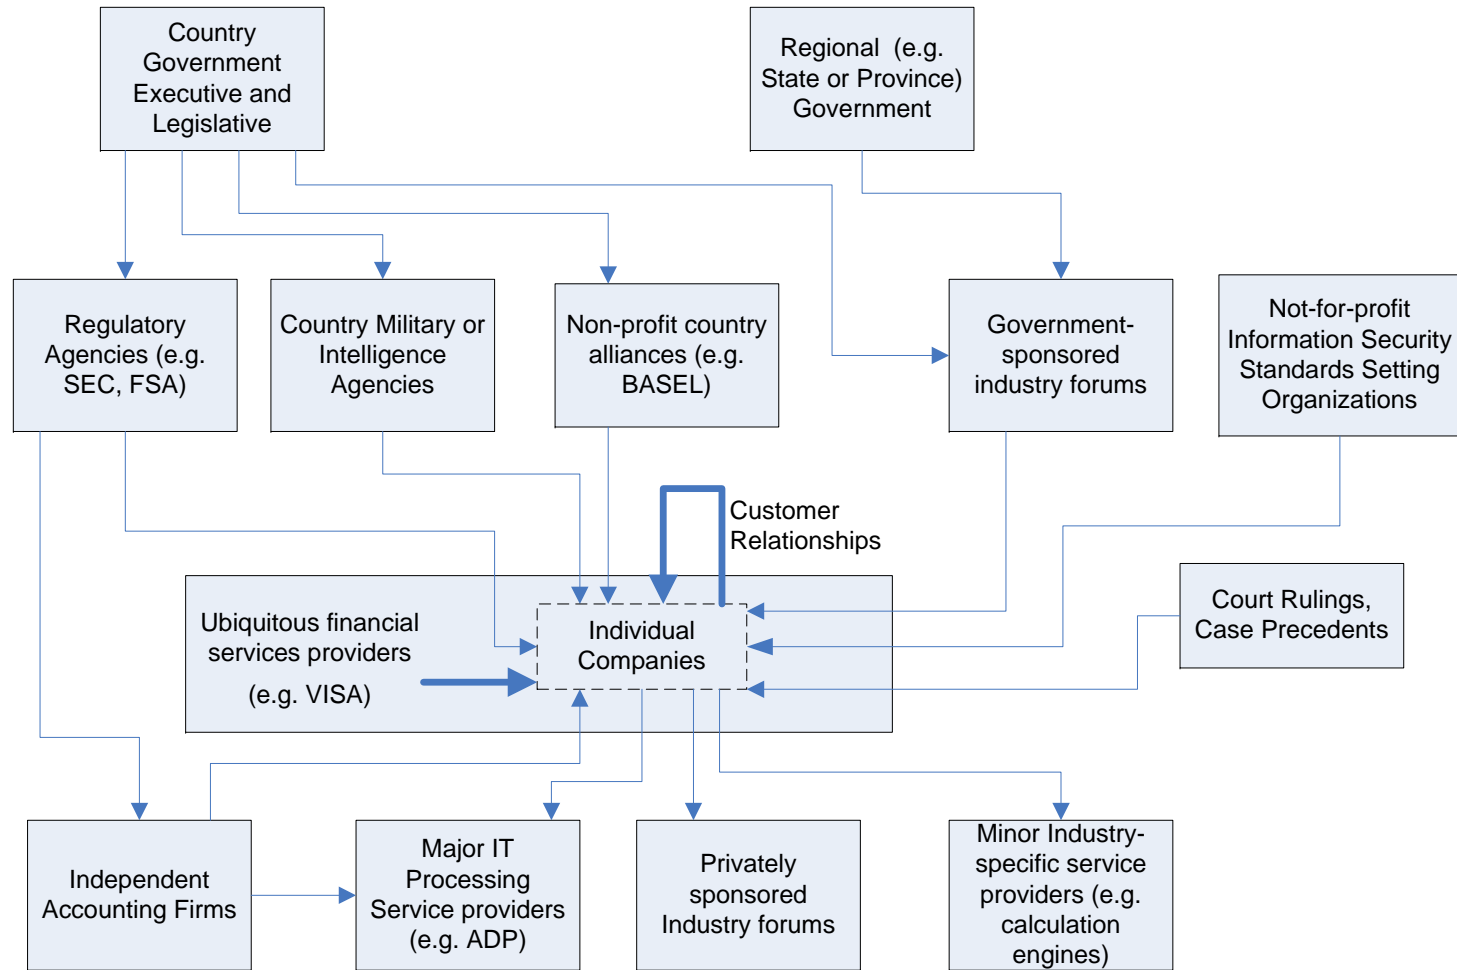 Country
Government
Executive and
Legislative
Regional (e.g.
State or Province)
Government
Regulatory
Agencies (e.g.
SEC, FSA)
Country Military or
Intelligence
Agencies
Non-profit country
alliances (e.g.
BASEL)
Government-
sponsored
industry forums
Not-for-profit
Information Security
Standards Setting
Organizations
Customer
Relationships
Ubiquitous financial
services providers
(e.g. VISA)
Individual
Companies
Court Rulings,
Case Precedents
Independent
Accounting Firms
Major IT
Processing
Service providers
(e.g. ADP)
Privately
sponsored
Industry forums
Minor Industry-
specific service
providers (e.g.
calculation
engines)